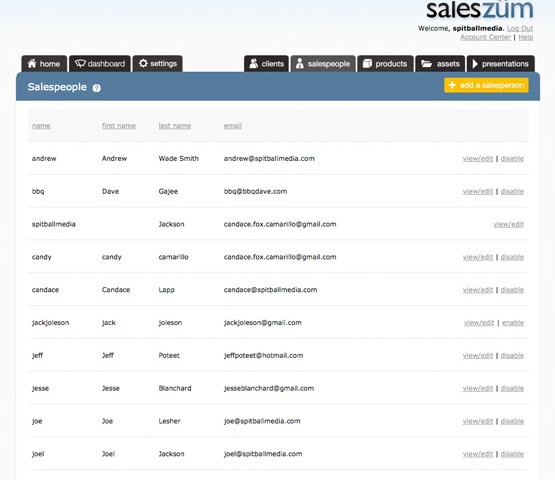 saleszüm
Welcome, spitballmedia. Log Out
Account Center | Help
home dashboard settings clients salespeople products assets presentations
Salespeople ? + add a salesperson
name first name last name email
andrew Andrew Wade Smith andrew@spitballmedia.com view/edit | disable
bbq Dave Gajee bbq@bbqdave.com view/edit | disable
spitballmedia Jackson candace.fox.camarillo@gmail.com view/edit
candy candy camarillo candace.fox.camarillo@gmail.com view/edit | disable
candace Candace Lapp candace@spitballmedia.com view/edit | disable
jackjoleson jack joleson jackjoleson@gmail.com view/edit | enable
jeff Jeff Poteet jeffpoteet@hotmail.com view/edit | disable
jesse Jesse Blanchard jesseblanchard@gmail.com view/edit | disable
joe Joe Lesher joe@spitballmedia.com view/edit | disable
joel Joel Jackson joel@spitballmedia.com view/edit | disable